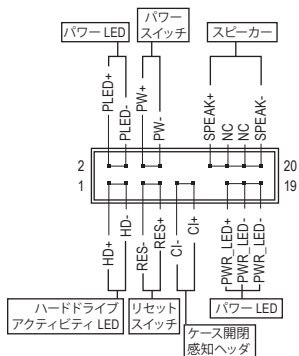 パワー LED
パワー
スイッチ
スピーカー
PLED+
PLED-
PW+
PW-
SPEAK+
NC
NC
SPEAK-
2
20
1
19
HD+
HD-
RES-
RES+
CI-
CI+
PWR_LED+
PWR_LED-
PWR_LED-
ハードドライブ
アクティビティ LED
リセット
スイッチ
パワー LED
ケース開閉
感知ヘッダ